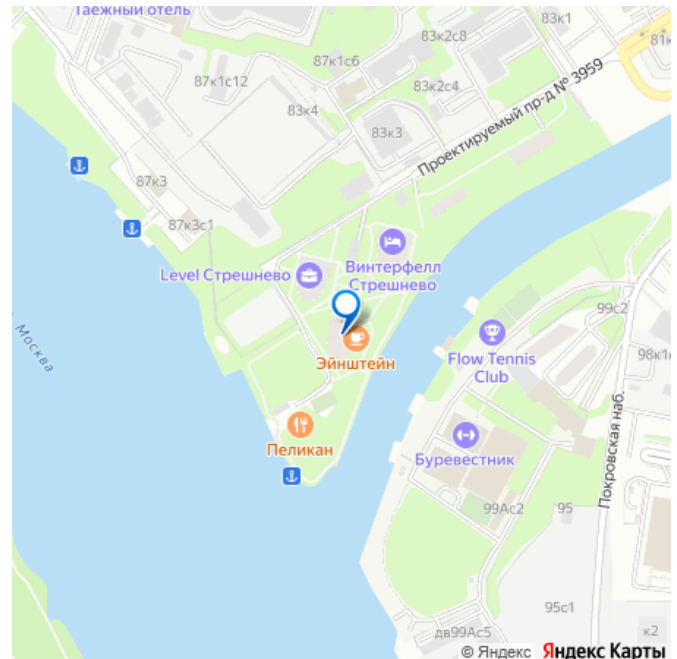 Таёжный отель
83к1
83к2с8
81к
87к1с6
87к1с12
83к2с4
83к4
Проектируемый пр-д № 3959
83к3
87к3
87к3с1
Level Стрешнево
Винтерфелл
Стрешнево
99с2
Москва
Эйнштейн
Flow Tennis
Club
98к1
Пеликан
Буревестник
Покровская наб.
99Ас2
95
95с1
дв99Ас5
к2
© Яндекс Яндекс Карты